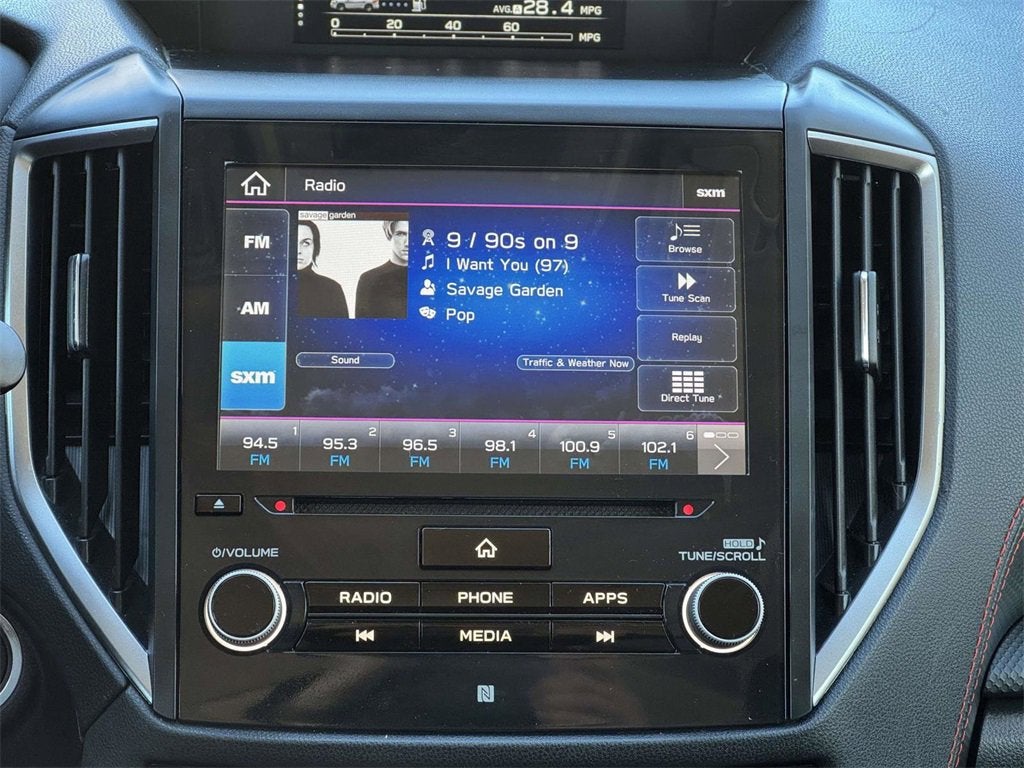 AVG.A 28.4 MPG
0 20 40 60
MPG
Radio
sxm
savage garden
FM
AM
sxm
9 / 90s on 9
I Want You (97)
Savage Garden
Pop
Browse
Tune Scan
Replay
Direct Tune
Sound
Traffic & Weather Now
1 2 3 4 5 6
94.5 95.3 96.5 98.1 100.9 102.1
FM FM FM FM FM FM
/VOLUME
HOLD
TUNE/SCROLL
RADIO PHONE APPS
MEDIA
N